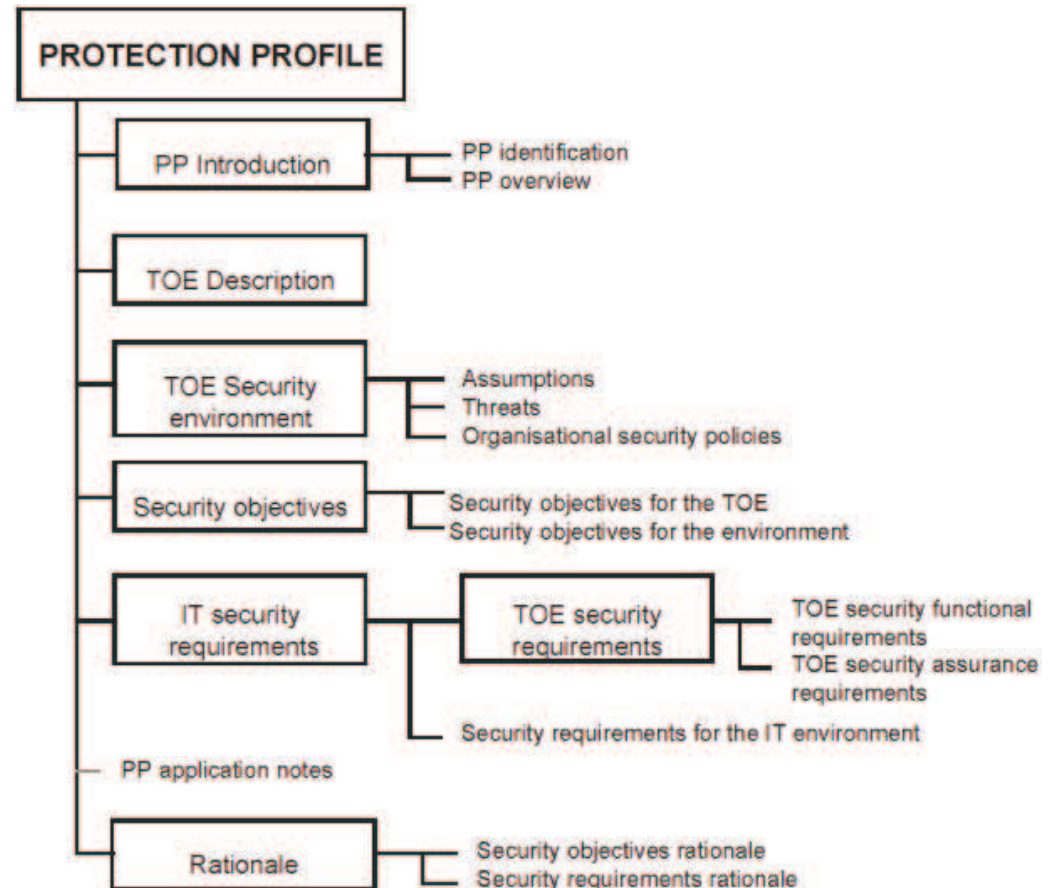 PROTECTION PROFILE
PP Introduction
PP identification
PP overview
TOE Description
TOE Security
environment
Assumptions
Threats
Organisational security policies
Security objectives
Security objectives for the TOE
Security objectives for the environment
IT security
requirements
TOE security
requirements
TOE security functional
requirements
TOE security assurance
requirements
Security requirements for the IT environment
PP application notes
Rationale
Security objectives rationale
Security requirements rationale